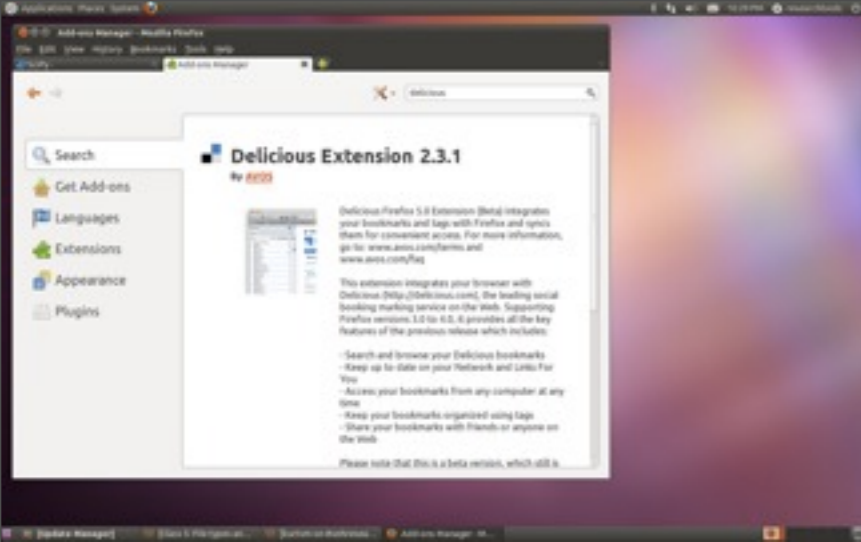 Applications Places System
Add-ons Manager - Mozilla Firefox
File Edit View History Bookmarks Tools Help
Add-ons Manager
delicious
Search
Get Add-ons
Languages
Extensions
Appearance
Plugins
Delicious Extension 2.3.1
By AVOS
Delicious Firefox 5.0 Extension (Beta) integrates
your bookmarks and tags with Firefox and syncs
them for convenient access. For more information,
go to: www.avos.com/terms and
www.avos.com/faq
This extension integrates your browser with
Delicious (http://delicious.com), the leading social
booking marking service on the Web. Supporting
Firefox versions 3.0 to 4.0, it provides all the key
features of the previous release which includes:
- Search and browse your Delicious bookmarks
- Keep up to date on your Network and Links For
You
- Access your bookmarks from any computer at any
time
- Keep your bookmarks organized using tags
- Share your bookmarks with friends or anyone on
the Web
Please note that this is a beta version, which still is
[Update Manager]
Add-ons Manager - M...